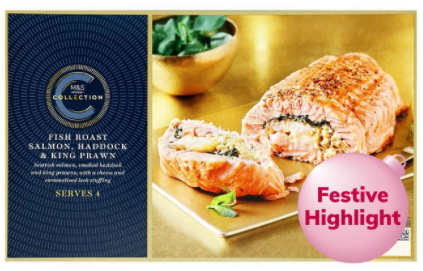 M&S
FOOD
COLLECTION
FISH ROAST
SALMON, HADDOCK
& KING PRAWN
Scottish salmon, smoked haddock
and king prawns, with a cheese and
caramelised leek stuffing
SERVES 4
Festive
Highlight